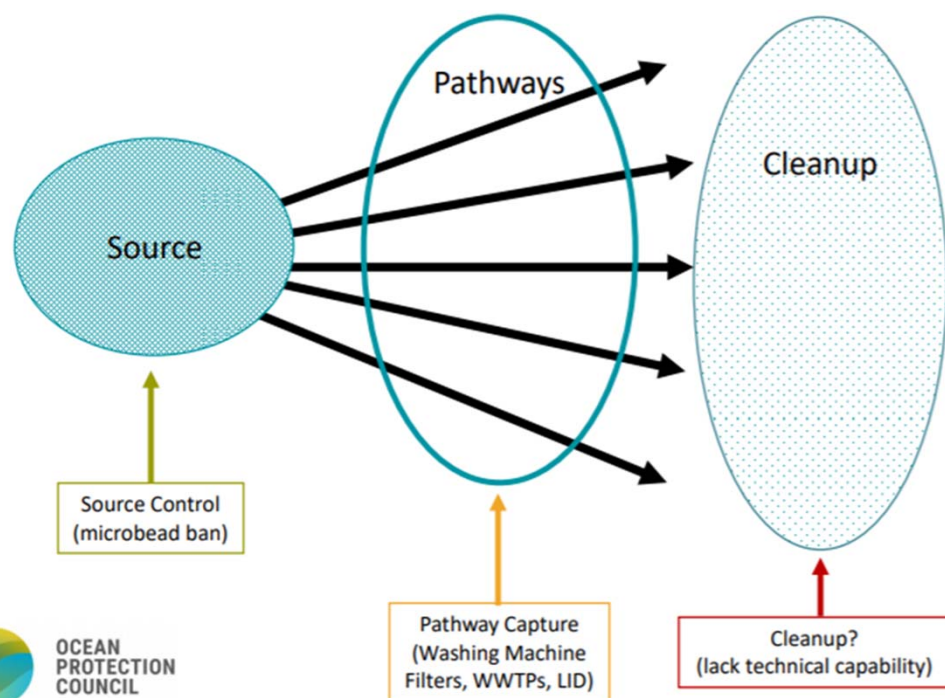 Pathways
Source
Cleanup
Source Control
(microbead ban)
Pathway Capture
(Washing Machine
Filters, WWTPs, LID)
Cleanup?
(lack technical capability)
OCEAN
PROTECTION
COUNCIL